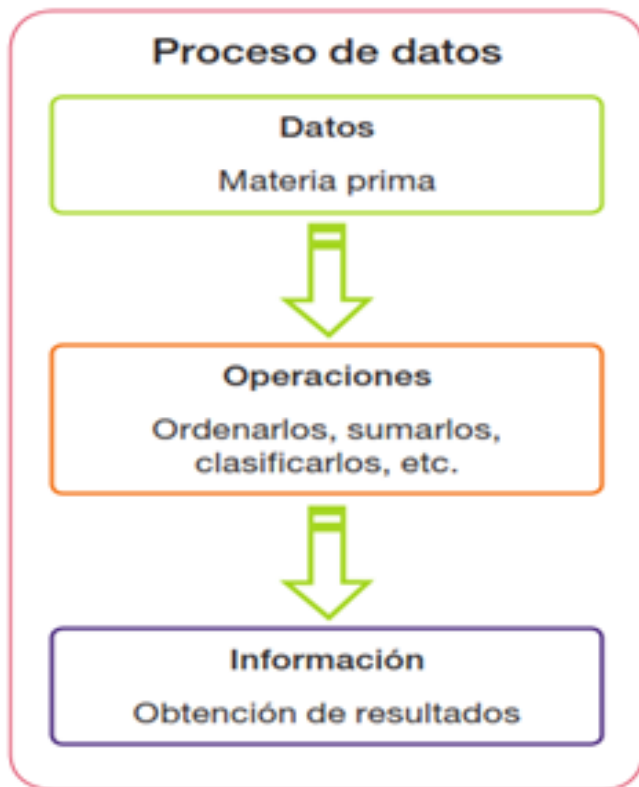 Proceso de datos
Datos
Materia prima
Operaciones
Ordenarlos, sumarlos,
clasificarlos, etc.
Información
Obtención de resultados